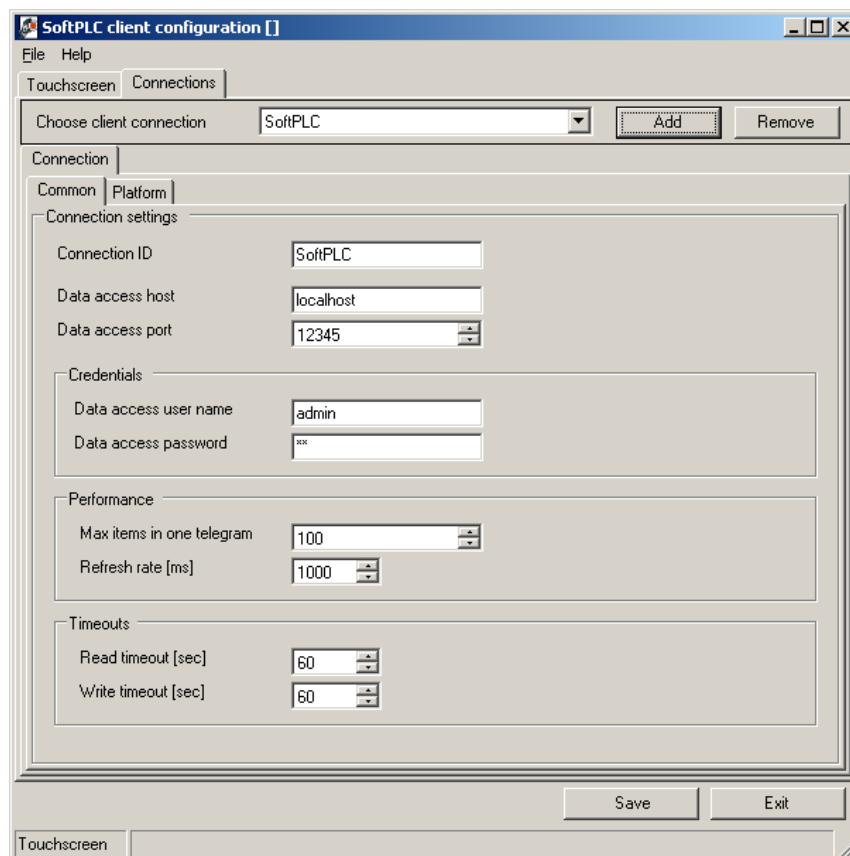 SoftPLC client configuration []
File Help
Touchscreen Connections
Choose client connection SoftPLC Add Remove
Connection
Common Platform
Connection settings
Connection ID SoftPLC
Data access host localhost
Data access port 12345
Credentials
Data access user name admin
Data access password **
Performance
Max items in one telegram 100
Refresh rate [ms] 1000
Timeouts
Read timeout [sec] 60
Write timeout [sec] 60
Save Exit
Touchscreen